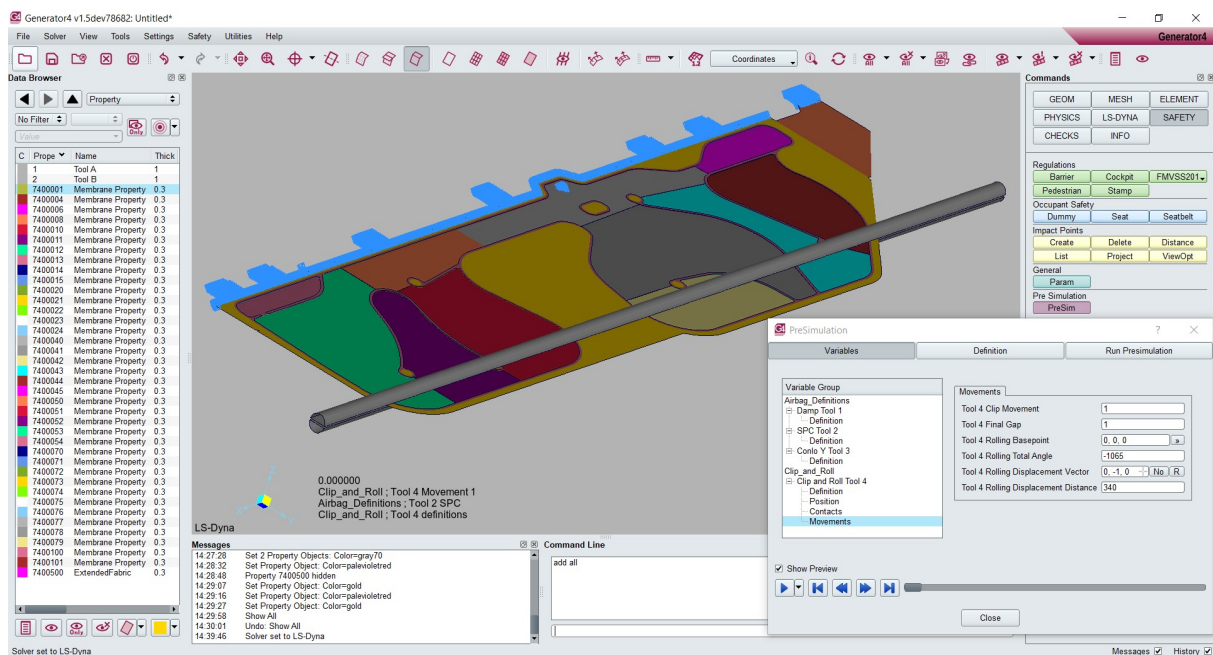 Generator4 v1.5dev78682: Untitled*
File Solver View Tools Settings Safety Utilities Help
Generator4
Coordinates
Data Browser
Property
No Filter
Only
Value
C Prope Name Thick
1 Tool A 1
2 Tool B 1
7400001 Membrane Property 0.3
7400004 Membrane Property 0.3
7400006 Membrane Property 0.3
7400008 Membrane Property 0.3
7400010 Membrane Property 0.3
7400011 Membrane Property 0.3
7400012 Membrane Property 0.3
7400013 Membrane Property 0.3
7400014 Membrane Property 0.3
7400015 Membrane Property 0.3
7400020 Membrane Property 0.3
7400021 Membrane Property 0.3
7400022 Membrane Property 0.3
7400023 Membrane Property 0.3
7400024 Membrane Property 0.3
7400040 Membrane Property 0.3
7400041 Membrane Property 0.3
7400042 Membrane Property 0.3
7400043 Membrane Property 0.3
7400044 Membrane Property 0.3
7400045 Membrane Property 0.3
7400050 Membrane Property 0.3
7400051 Membrane Property 0.3
7400052 Membrane Property 0.3
7400053 Membrane Property 0.3
7400054 Membrane Property 0.3
7400070 Membrane Property 0.3
7400071 Membrane Property 0.3
7400072 Membrane Property 0.3
7400073 Membrane Property 0.3
7400074 Membrane Property 0.3
7400075 Membrane Property 0.3
7400076 Membrane Property 0.3
7400077 Membrane Property 0.3
7400078 Membrane Property 0.3
7400079 Membrane Property 0.3
7400100 Membrane Property 0.3
7400101 Membrane Property 0.3
7400500 ExtendedFabric 0.3
Only
Solver set to LS-Dyna
0.000000
Clip_and_Roll ; Tool 4 Movement 1
Airbag_Definitions ; Tool 2 SPC
Clip_and_Roll ; Tool 4 definitions
LS-Dyna
Messages
14:27:28 Set 2 Property Objects: Color=gray70
14:28:32 Set Property Object: Color=palevioletred
14:28:48 Property 7400500 hidden
14:29:07 Set Property Object: Color=gold
14:29:16 Set Property Object: Color=palevioletred
14:29:27 Set Property Object: Color=gold
14:29:58 Show All
14:30:01 Undo: Show All
14:39:46 Solver set to LS-Dyna
Command Line
add all
Commands
GEOM MESH ELEMENT
PHYSICS LS-DYNA SAFETY
CHECKS INFO
Regulations
Barrier Cockpit FMVSS201
Pedestrian Stamp
Occupant Safety
Dummy Seat Seatbelt
Impact Points
Create Delete Distance
List Project ViewOpt
General
Param
Pre Simulation
PreSim
PreSimulation
Variables Definition Run Presimulation
Variable Group
Airbag_Definitions
Damp Tool 1
Definition
SPC Tool 2
Definition
Conlo Y Tool 3
Definition
Clip_and_Roll
Clip and Roll Tool 4
Definition
Position
Contacts
Movements
Movements
Tool 4 Clip Movement 1
Tool 4 Final Gap 1
Tool 4 Rolling Basepoint 0, 0, 0 »
Tool 4 Rolling Total Angle -1065
Tool 4 Rolling Displacement Vector 0, -1, 0 No R
Tool 4 Rolling Displacement Distance 340
Show Preview
Close
Messages History